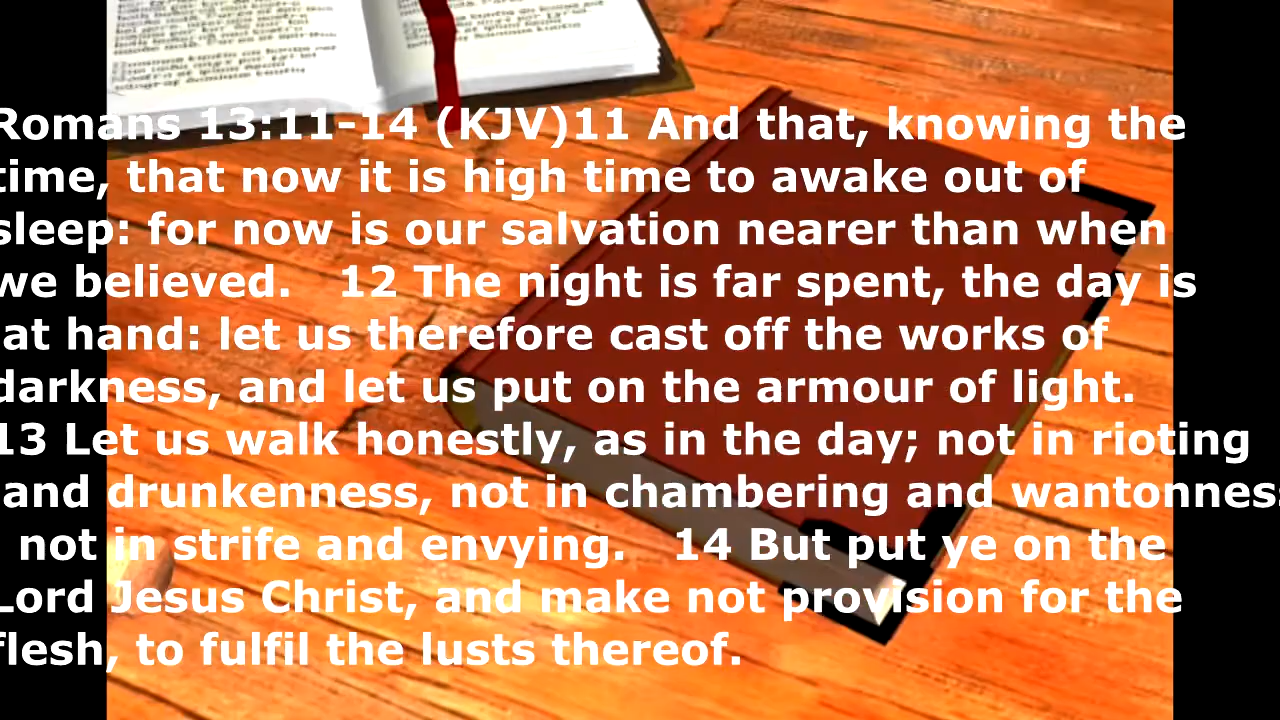 Romans 13:11-14 (KJV)11 And that, knowing the
time, that now it is high time to awake out of
sleep: for now is our salvation nearer than when
we believed.   12 The night is far spent, the day is
at hand: let us therefore cast off the works of
darkness, and let us put on the armour of light.
13 Let us walk honestly, as in the day; not in rioting
and drunkenness, not in chambering and wantonness
not in strife and envying.   14 But put ye on the
Lord Jesus Christ, and make not provision for the
flesh, to fulfil the lusts thereof.